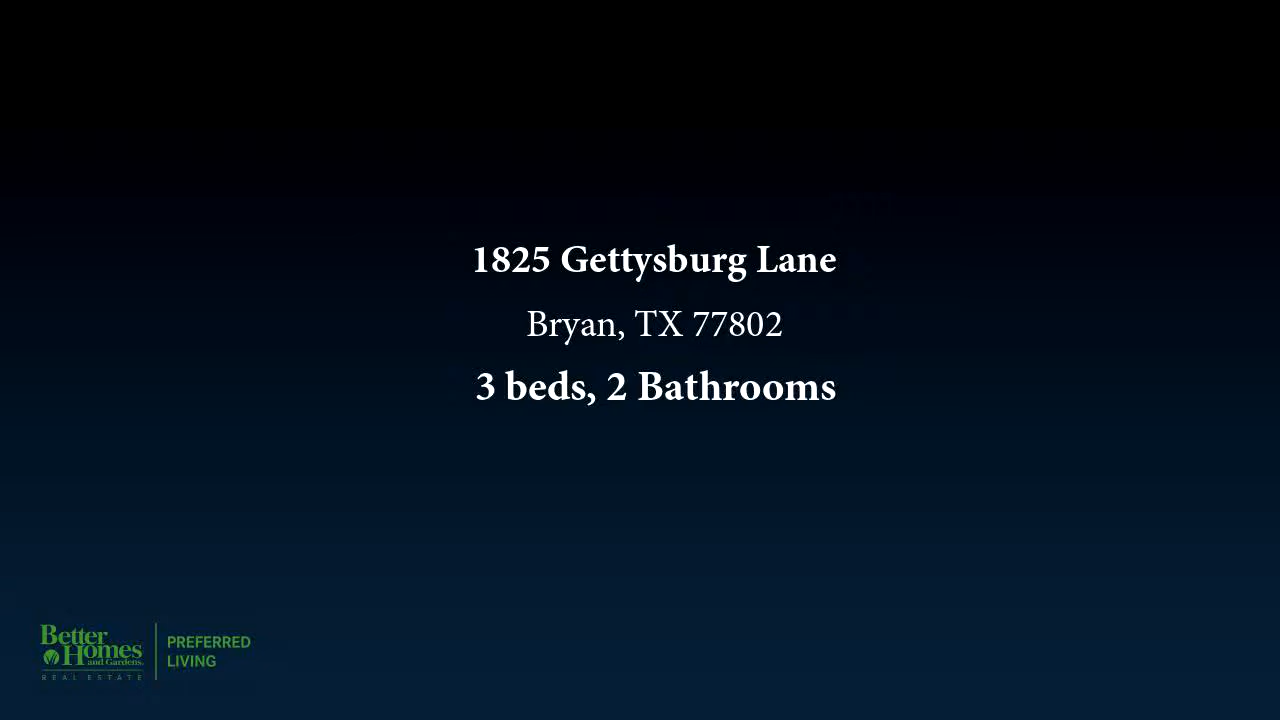 1825 Gettysburg Lane
Bryan, TX 77802
3 beds, 2 Bathrooms
Better
Homes
and Gardens.
REAL ESTATE
PREFERRED
LIVING